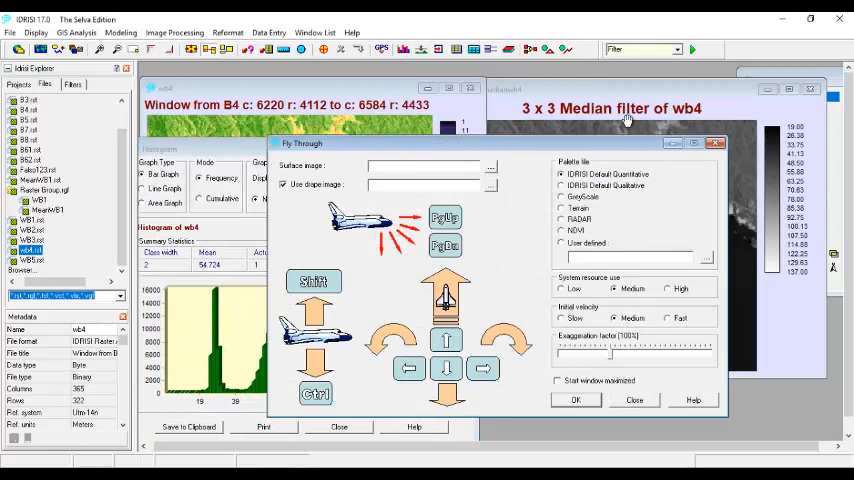 IDRISI 17.01 -- The Selva Edition
File Display GIS Analysis Modeling Image Processing Reformat Data Entry Window List Help
GPS
Filter
Idrisi Explorer
Projects Files Filters
B3.rst
B4.rst
B5.rst
B7.rst
B8.rst
B61.rst
B62.rst
Falso123.rst
MeanWB1.rst
Raster Group.rgf
WB1
MeanWB1
WB1.rst
WB2.rst
WB3.rst
wb4.rst
WB5.rst
Browser...
Metadata
Name wb4
File format IDRISI Raster
File title Window from B
Data type Byte
File type Binary
Columns 365
Rows 322
Ref. system Utm-14n
Ref. units Meters
wb4
Window from B4 c: 6220 r: 4112 to c: 6584 r: 4433
1
11
3 x 3 Median filter of wb4
19.00
26.38
33.75
41.13
48.50
55.88
63.25
70.63
78.00
85.38
92.75
100.13
107.50
114.88
122.25
129.63
137.00
Histogram
Graph Type
Bar Graph
Line Graph
Area Graph
Mode
Frequency
Cumulative
Histogram of wb4
Summary Statistics
Class width Mean
2 54.724
16000
14000
12000
10000
8000
6000
4000
2000
0
19 39
Save to Clipboard Print Close Help
Fly Through
Surface image :
...
Use drape image :
...
PgUp
PgDn
Shift
Ctrl
Palette file
IDRISI Default Quantitative
IDRISI Default Qualitative
GreyScale
Terrain
RADAR
NDVI
User defined :
...
System resource use
Low Medium High
Initial velocity
Slow Medium Fast
Exaggeration factor [100%]
Start window maximized
OK Close Help